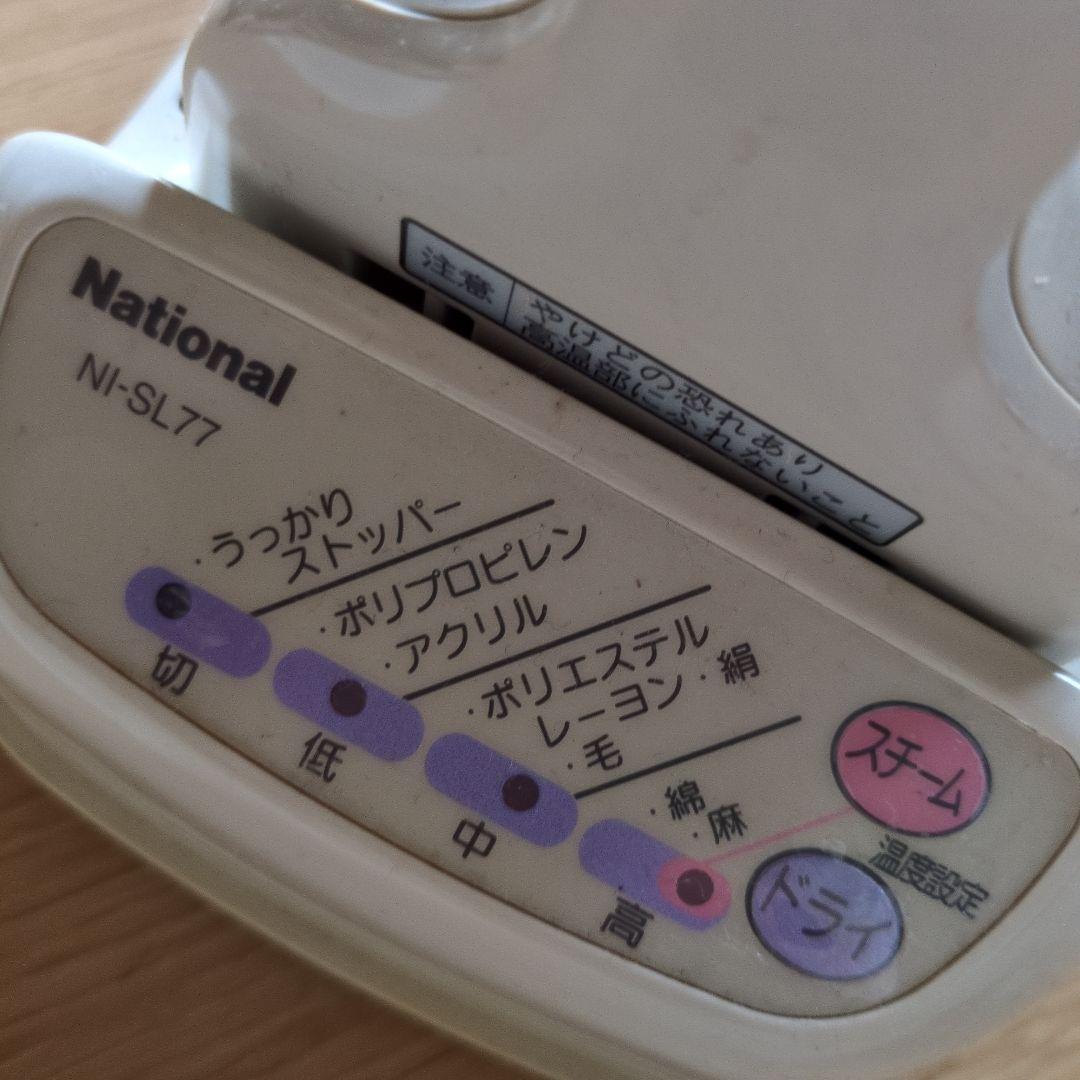 注意
やけどの恐れあり
高温部にふれないこと
National
NI-SL77
・うっかり
ストッパー
・ポリプロピレン
・アクリル
・ポリエステル
レーヨン・絹
・毛
・綿
・麻
切
低
中
高
スチーム
温度設定
ドライ